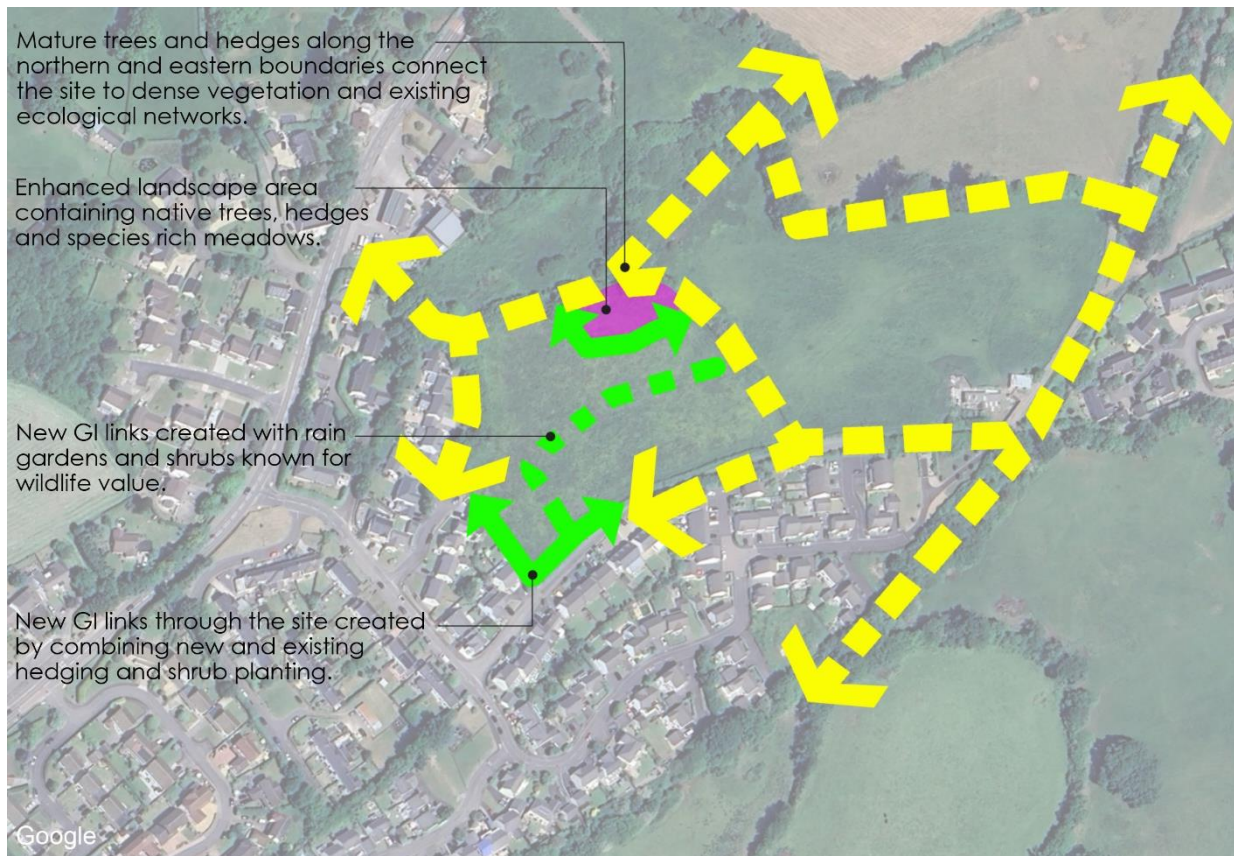 Mature trees and hedges along the
northern and eastern boundaries connect
the site to dense vegetation and existing
ecological networks.
Enhanced landscape area
containing native trees, hedges
and species rich meadows.
New GI links created with rain
gardens and shrubs known for
wildlife value.
New GI links through the site created
by combining new and existing
hedging and shrub planting.
Google